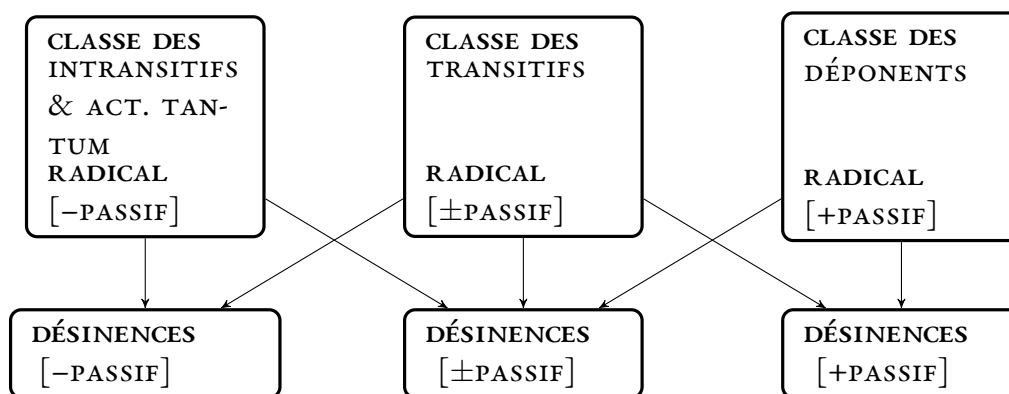 CLASSE DES
INTRANSITIFS
& ACT. TAN-
TUM
RADICAL
[–PASSIF]
CLASSE DES
TRANSITIFS
RADICAL
[±PASSIF]
CLASSE DES
DÉPONENTS
RADICAL
[+PASSIF]
DÉSINENCES
[–PASSIF]
DÉSINENCES
[±PASSIF]
DÉSINENCES
[+PASSIF]